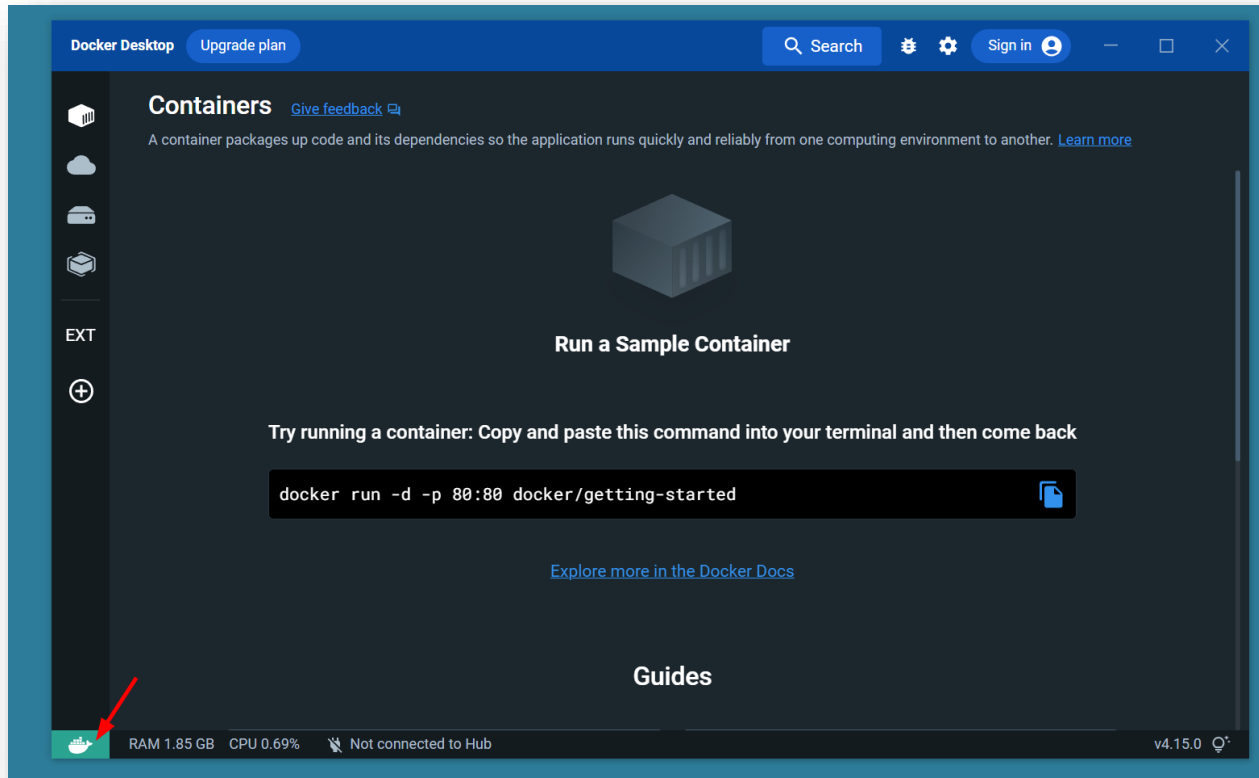 Docker Desktop Upgrade plan Search Sign in
Containers Give feedback
A container packages up code and its dependencies so the application runs quickly and reliably from one computing environment to another. Learn more
EXT
Run a Sample Container
Try running a container: Copy and paste this command into your terminal and then come back
docker run -d -p 80:80 docker/getting-started
Explore more in the Docker Docs
Guides
RAM 1.85 GB CPU 0.69% Not connected to Hub v4.15.0